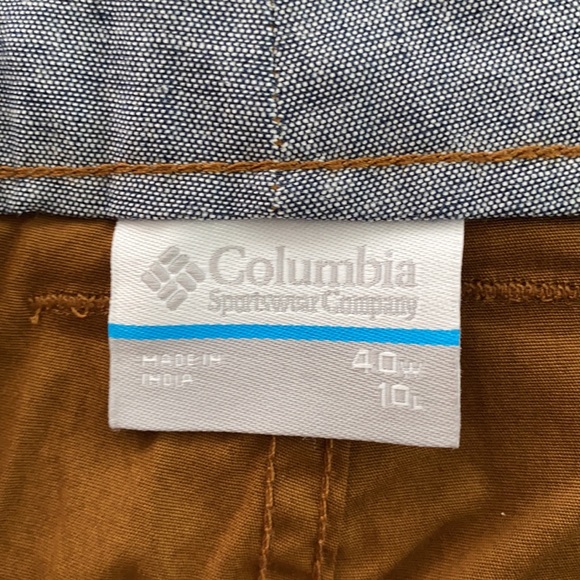 Columbia
Sportswear Company
MADE IN
INDIA
40W
10L